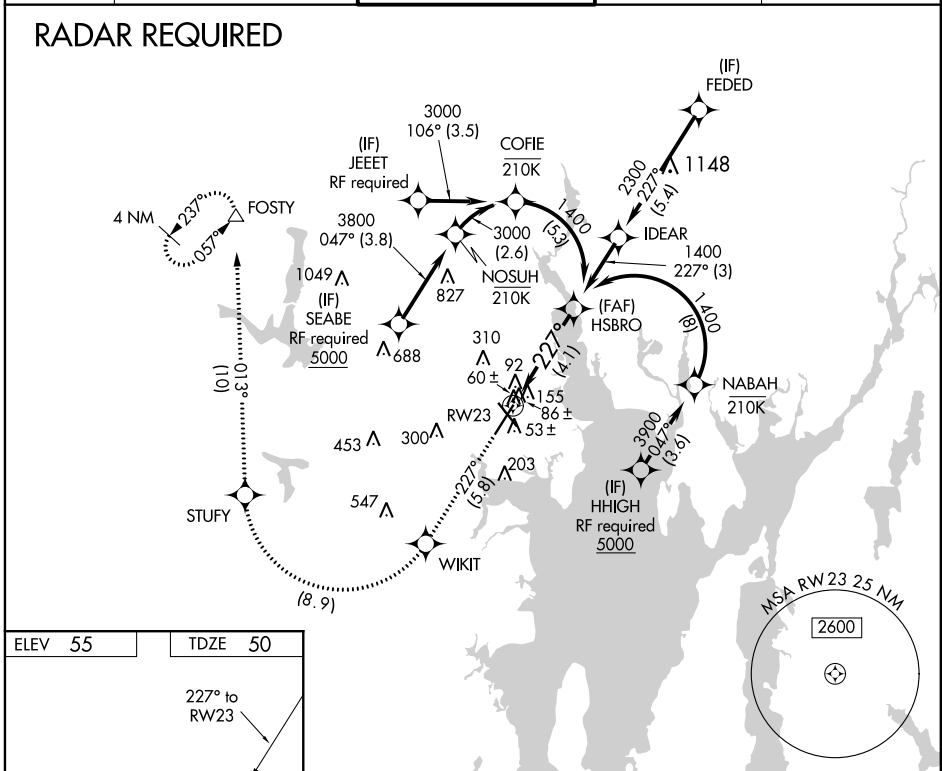 RADAR REQUIRED
(IF)
FEDED
3000
106° (3.5)
COFIE
210K
(IF)
JEEET
RF required
1148
2300
227°
(5.4)
4 NM
237°
057°
FOSTY
3800
047° (3.8)
1400
(5.3)
IDEAR
3000
(2.6)
1400
227° (3)
NOSUH
210K
1049
827
(IF)
SEABE
RF required
5000
688
(FAF)
HSBRO
1400
(8)
310
227°
(4.1)
92
60 ±
155
86 ±
RW23
53 ±
NABAH
210K
013°
(10)
453
300
3900
047°
(3.6)
227°
(5.8)
203
(IF)
HHIGH
RF required
5000
547
STUFY
WIKIT
(8.9)
MSA RW 23 25 NM
2600
ELEV 55
TDZE 50
227° to
RW23